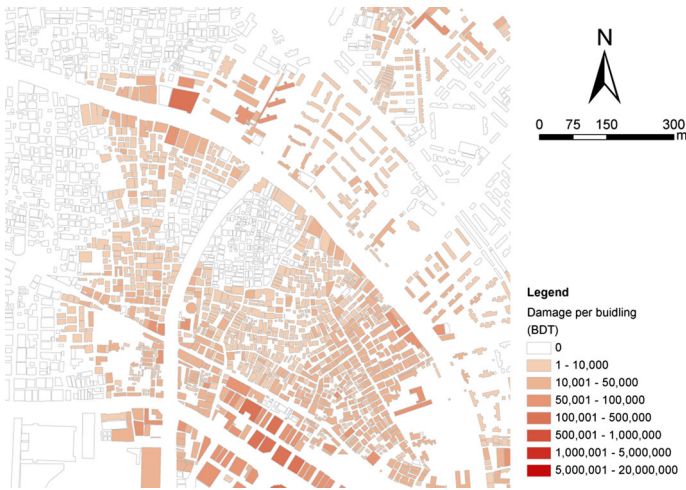 N
0 75 150 300
m
Legend
Damage per buidling
(BDT)
0
1 - 10,000
10,001 - 50,000
50,001 - 100,000
100,001 - 500,000
500,001 - 1,000,000
1,000,001 - 5,000,000
5,000,001 - 20,000,000